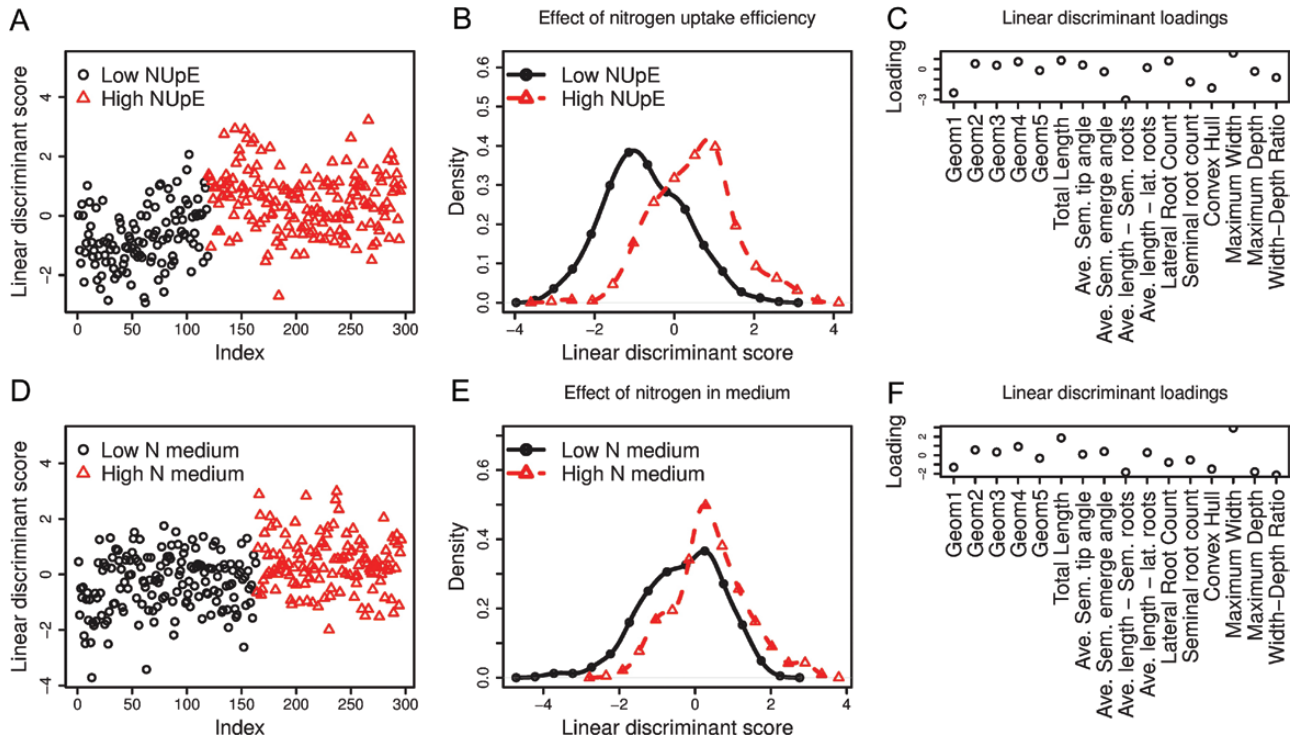 A
Linear discriminant score
4
2
0
−2
Low NUpE
High NUpE
0 50 100 150 200 250 300
Index
B
Effect of nitrogen uptake efficiency
Density
0.6
0.5
0.4
0.3
0.2
0.1
0.0
Low NUpE
High NUpE
−4 −2 0 2 4
Linear discriminant score
C
Linear discriminant loadings
Loading
0
−3
Geom1
Geom2
Geom3
Geom4
Geom5
Total Length
Ave. Sem. tip angle
Ave. Sem. emerge angle
Ave. length − Sem. roots
Ave. length − lat. roots
Lateral Root Count
Seminal root count
Convex Hull
Maximum Width
Maximum Depth
Width−Depth Ratio
D
Linear discriminant score
4
2
0
−2
−4
Low N medium
High N medium
0 50 100 150 200 250 300
Index
E
Effect of nitrogen in medium
Density
0.6
0.4
0.2
0.0
Low N medium
High N medium
−4 −2 0 2 4
Linear discriminant score
F
Linear discriminant loadings
Loading
2
0
−2
Geom1
Geom2
Geom3
Geom4
Geom5
Total Length
Ave. Sem. tip angle
Ave. Sem. emerge angle
Ave. length − Sem. roots
Ave. length − lat. roots
Lateral Root Count
Seminal root count
Convex Hull
Maximum Width
Maximum Depth
Width−Depth Ratio